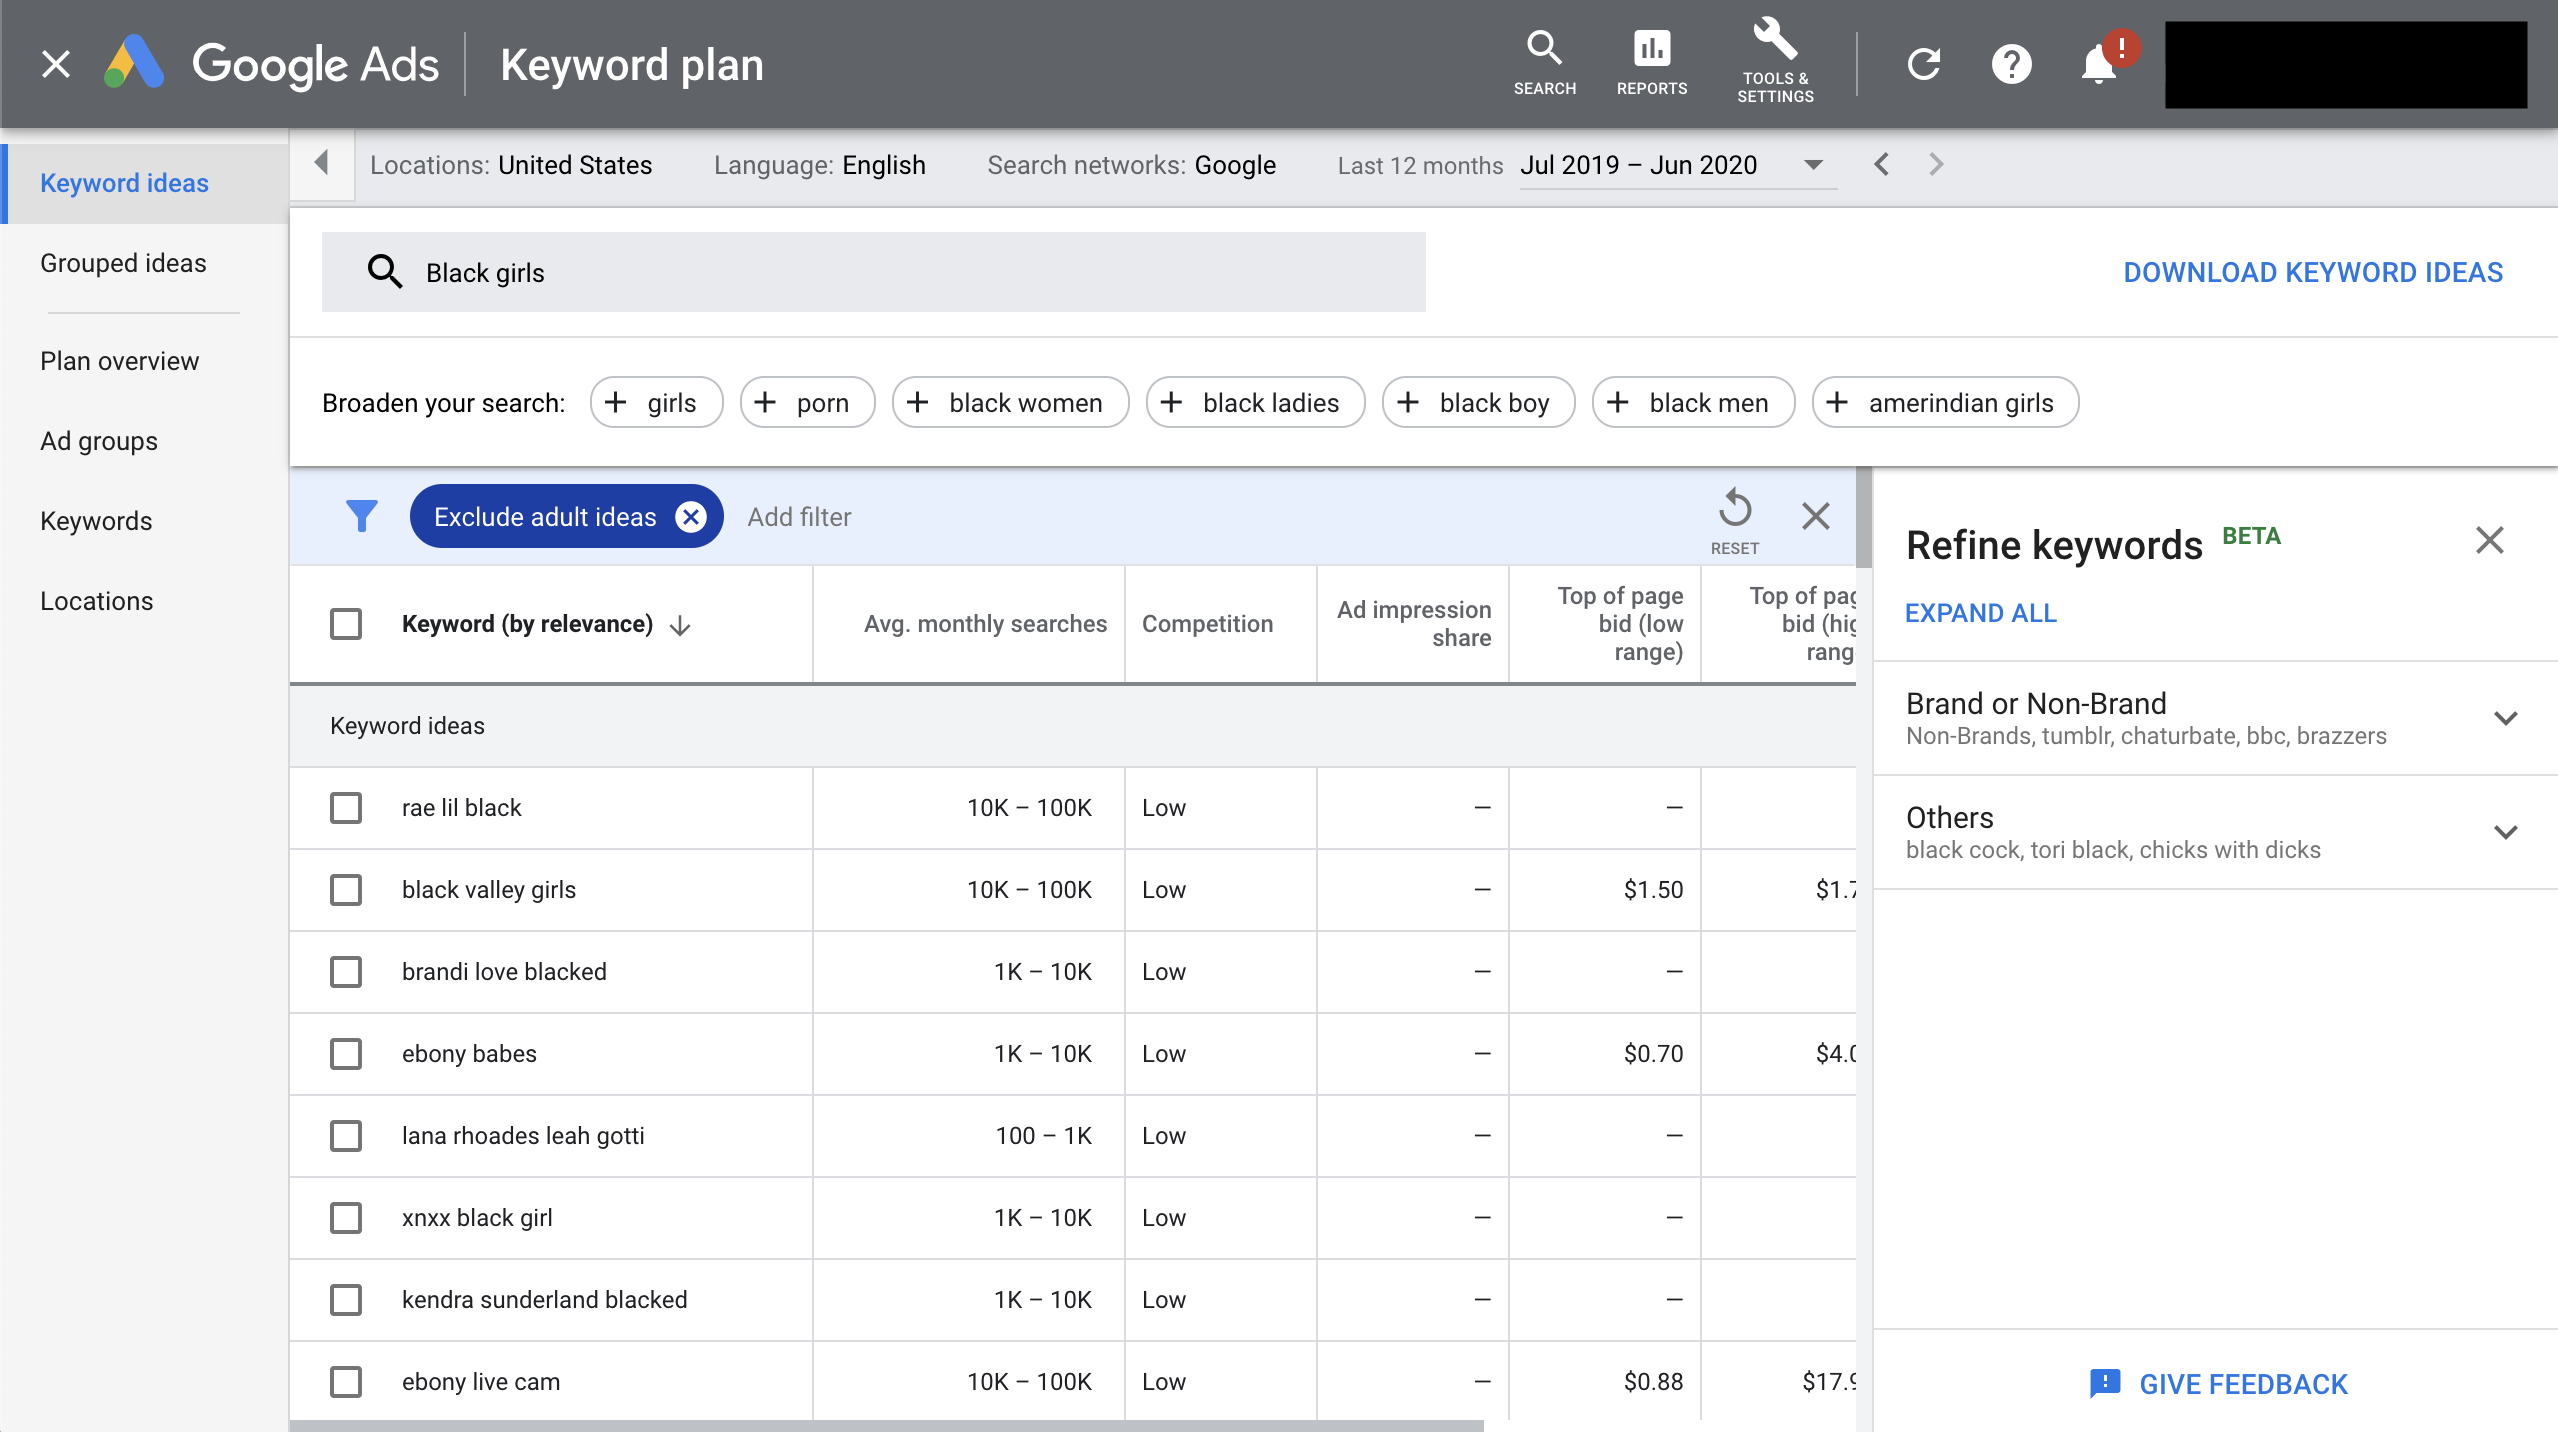 Google Ads | Keyword plan
SEARCH
REPORTS
TOOLS &
SETTINGS
!
Keyword ideas
Grouped ideas
Plan overview
Ad groups
Keywords
Locations
Locations: United States Language: English Search networks: Google Last 12 months Jul 2019 – Jun 2020
Black girls
DOWNLOAD KEYWORD IDEAS
Broaden your search: + girls + porn + black women + black ladies + black boy + black men + amerindian girls
Exclude adult ideas Add filter
RESET
Keyword (by relevance)
Avg. monthly searches
Competition
Ad impression
share
Top of page
bid (low
range)
Top of pag
bid (hig
rang
Keyword ideas
rae lil black 10K – 100K Low — —
black valley girls 10K – 100K Low — $1.50 $1.7
brandi love blacked 1K – 10K Low — —
ebony babes 1K – 10K Low — $0.70 $4.0
lana rhoades leah gotti 100 – 1K Low — —
xnxx black girl 1K – 10K Low — —
kendra sunderland blacked 1K – 10K Low — —
ebony live cam 10K – 100K Low — $0.88 $17.9
Refine keywords BETA
EXPAND ALL
Brand or Non-Brand
Non-Brands, tumblr, chaturbate, bbc, brazzers
Others
black cock, tori black, chicks with dicks
GIVE FEEDBACK